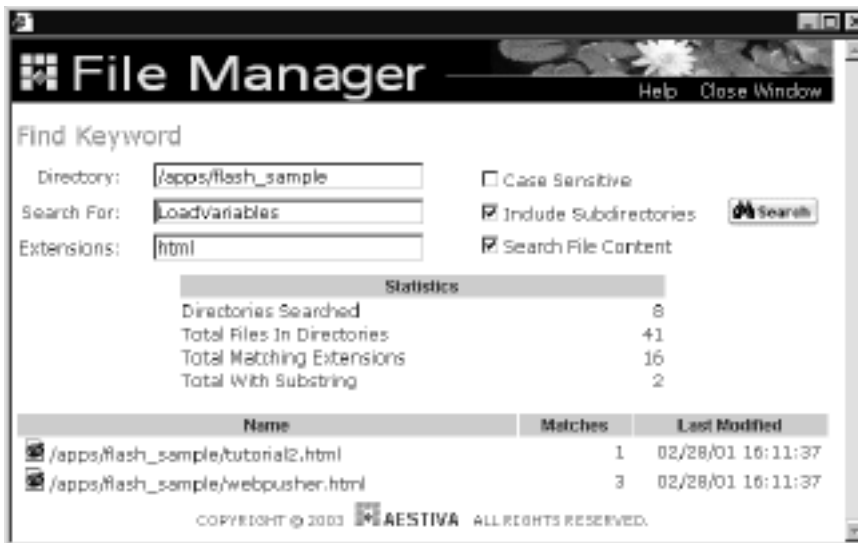 File Manager
Help Close Window
Find Keyword
Directory: /apps/flash_sample
Case Sensitive
Search For: LoadVariables
Include Subdirectories
Search
Extensions: html
Search File Content
Statistics
Directories Searched 8
Total Files In Directories 41
Total Matching Extensions 16
Total With Substring 2
Name Matches Last Modified
/apps/flash_sample/tutorial2.html 1 02/28/01 16:11:37
/apps/flash_sample/webpusher.html 3 02/28/01 16:11:37
COPYRIGHT @ 2003 AESTIVA ALL RIGHTS RESERVED.